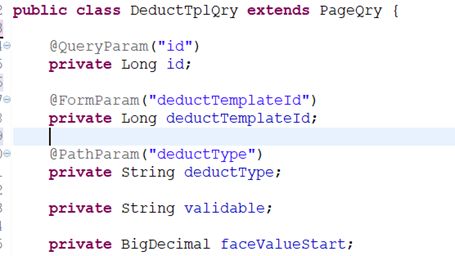 public class DeductTplQry extends PageQry {
@QueryParam("id")
private Long id;
@FormParam("deductTemplateId")
private Long deductTemplateId;
@PathParam("deductType")
private String deductType;
private String validable;
private BigDecimal faceValueStart;